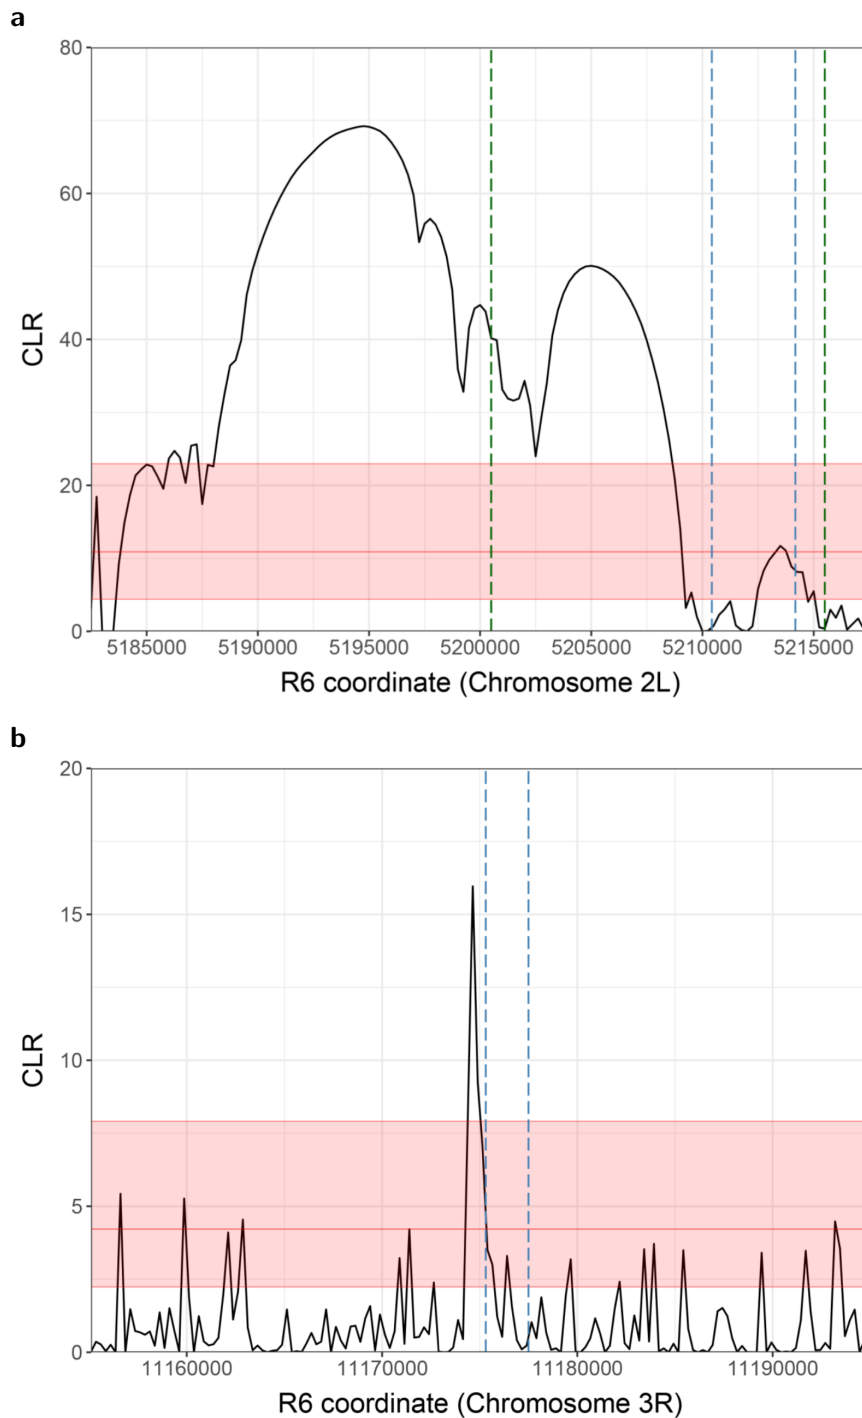 a
80
60
40
20
0
CLR
5185000 5190000 5195000 5200000 5205000 5210000 5215000
R6 coordinate (Chromosome 2L)
b
20
15
10
5
0
CLR
11160000 11170000 11180000 11190000
R6 coordinate (Chromosome 3R)